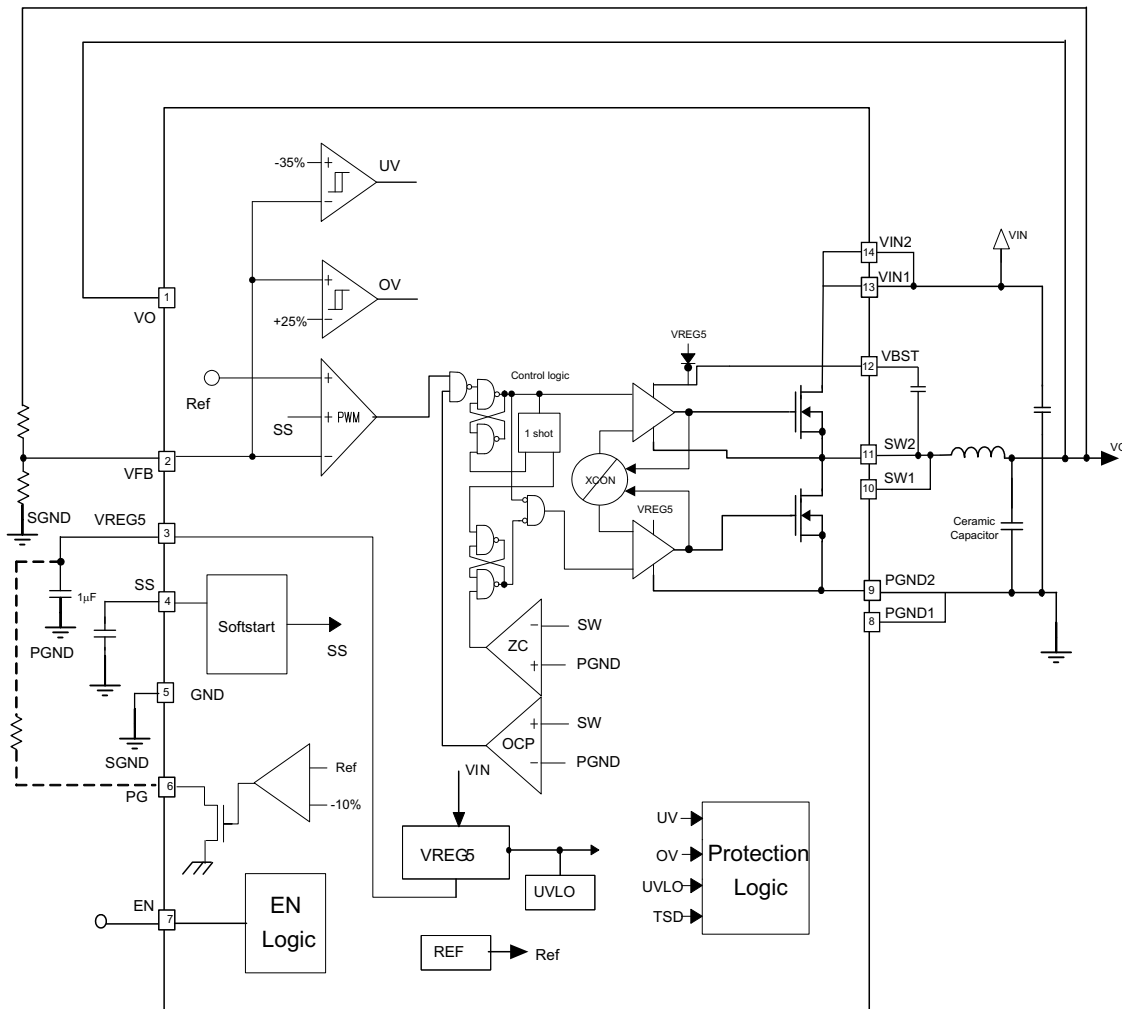 -35%
+
UV
−
+
OV
+25%
−
1
VO
Ref
+
SS
+
PWM
−
2
VFB
SGND
VREG5
3
1µF
PGND
SS
4
Softstart
SS
5
GND
SGND
6
PG
Ref
-10%
EN
7
EN
Logic
Control logic
1 shot
VREG5
XCON
VREG5
−
SW
ZC
+
PGND
+
SW
OCP
−
PGND
VIN
VREG5
UVLO
REF
Ref
UV
OV
UVLO
TSD
Protection
Logic
VIN2
14
VIN1
13
VIN
VBST
12
SW2
11
10
SW1
Ceramic
Capacitor
PGND2
9
PGND1
8